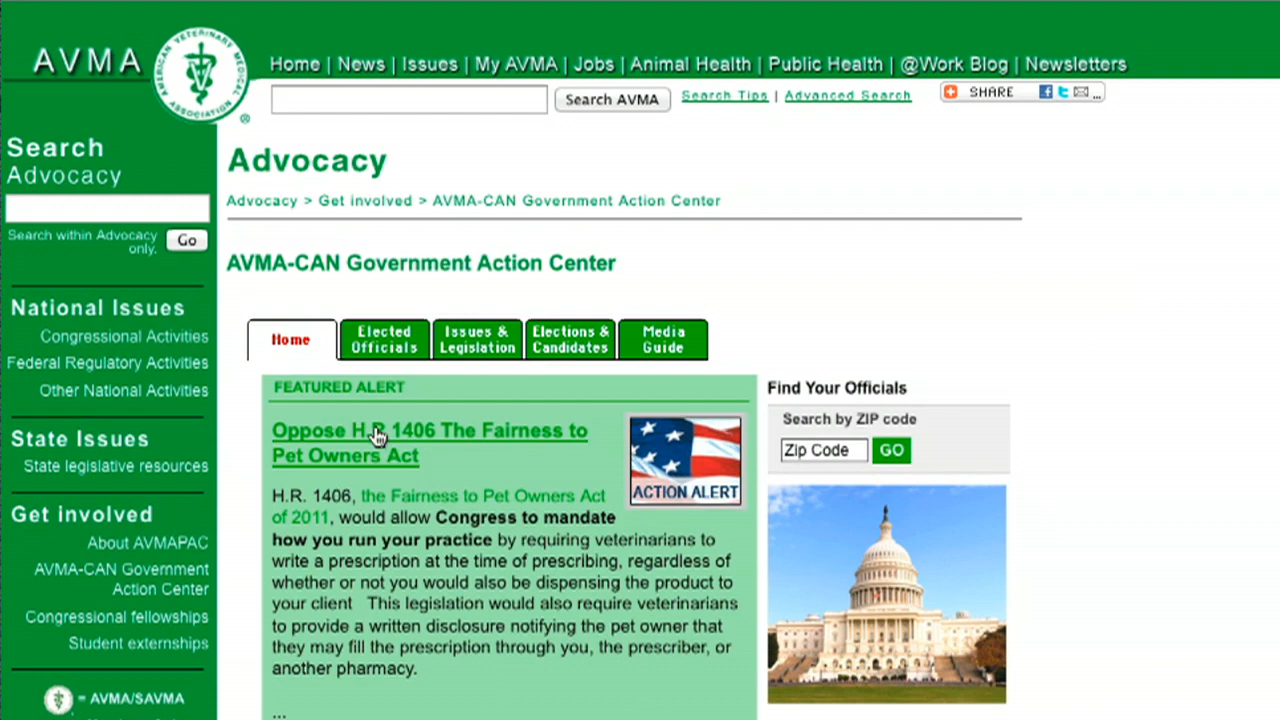 AVMA
AMERICAN VETERINARY MEDICAL ASSOCIATION
®
Home | News | Issues | My AVMA | Jobs | Animal Health | Public Health | @Work Blog | Newsletters
Search AVMA
Search Tips | Advanced Search
SHARE
...
Search
Advocacy
Search within Advocacy
only.
Go
National Issues
Congressional Activities
Federal Regulatory Activities
Other National Activities
State Issues
State legislative resources
Get involved
About AVMAPAC
AVMA-CAN Government
Action Center
Congressional fellowships
Student externships
= AVMA/SAVMA
Advocacy
Advocacy > Get involved > AVMA-CAN Government Action Center
AVMA-CAN Government Action Center
Home
Elected
Officials
Issues &
Legislation
Elections &
Candidates
Media
Guide
FEATURED ALERT
Oppose H.R. 1406 The Fairness to
Pet Owners Act
ACTION ALERT
H.R. 1406, the Fairness to Pet Owners Act
of 2011, would allow Congress to mandate
how you run your practice by requiring veterinarians to
write a prescription at the time of prescribing, regardless of
whether or not you would also be dispensing the product to
your client   This legislation would also require veterinarians
to provide a written disclosure notifying the pet owner that
they may fill the prescription through you, the prescriber, or
another pharmacy.
...
Find Your Officials
Search by ZIP code
Zip Code
GO